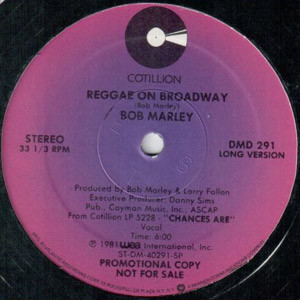 COTILLION
REGGAE ON BROADWAY
(Bob Marley)
BOB MARLEY
STEREO
33 1/3 RPM
DMD 291
LONG VERSION
Produced by Bob Marley & Larry Fallon
Executive Producer: Danny Sims
Pub., Cayman Music, Inc., ASCAP
From Cotillion LP 5228 - "CHANCES ARE"
Vocal
Time: 6:00
℗ 1981 wea International, Inc.
ST-DM-40291-SP
PROMOTIONAL COPY
NOT FOR SALE